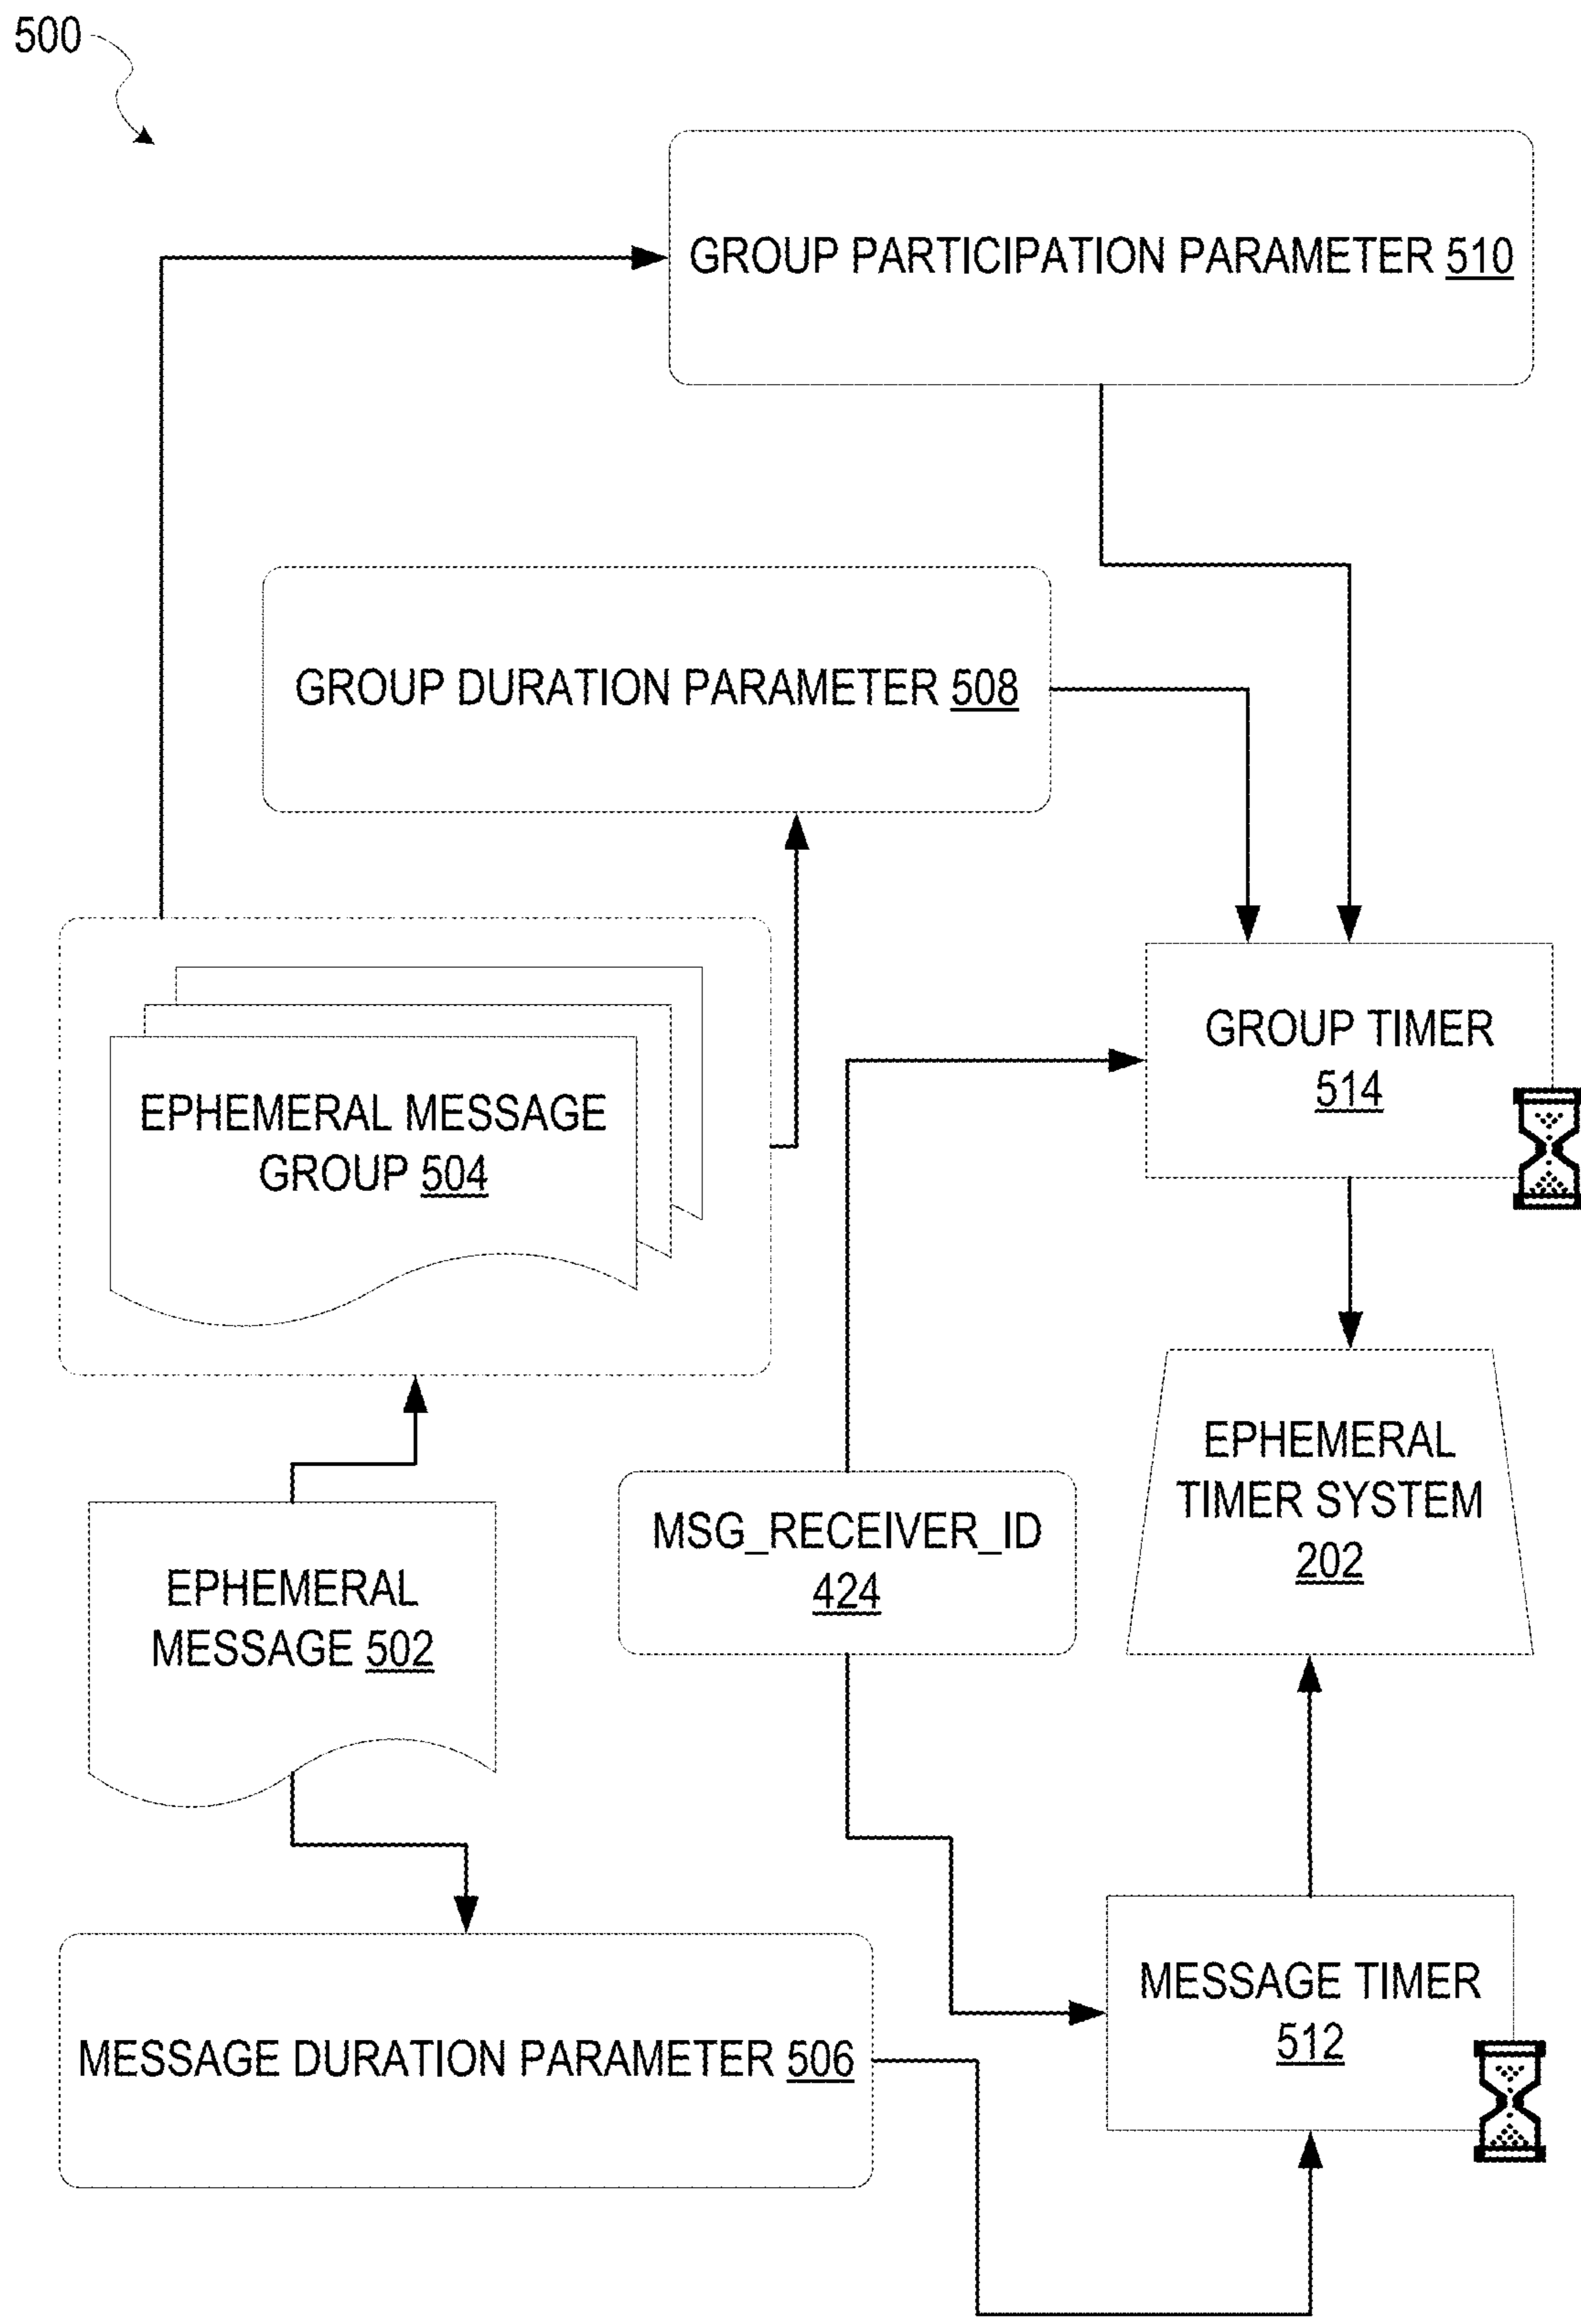 500
GROUP PARTICIPATION PARAMETER 510
GROUP DURATION PARAMETER 508
GROUP TIMER
514
EPHEMERAL MESSAGE
GROUP 504
EPHEMERAL
TIMER SYSTEM
202
MSG_RECEIVER_ID
424
EPHEMERAL
MESSAGE 502
MESSAGE TIMER
512
MESSAGE DURATION PARAMETER 506